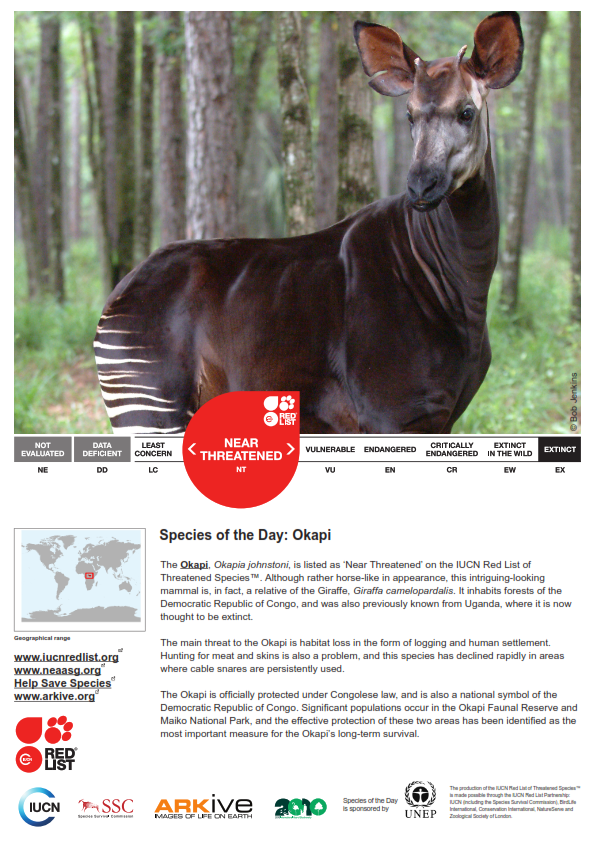 © Bob Jenkins
RED
LIST
NOT
EVALUATED
DATA
DEFICIENT
LEAST
CONCERN
< NEAR
THREATENED >
VULNERABLE
ENDANGERED
CRITICALLY
ENDANGERED
EXTINCT
IN THE WILD
EXTINCT
NE
DD
LC
NT
VU
EN
CR
EW
EX
Species of the Day: Okapi
The Okapi, Okapia johnstoni, is listed as ‘Near Threatened’ on the IUCN Red List of
Threatened Species™. Although rather horse-like in appearance, this intriguing-looking
mammal is, in fact, a relative of the Giraffe, Giraffa camelopardalis. It inhabits forests of the
Democratic Republic of Congo, and was also previously known from Uganda, where it is now
thought to be extinct.
The main threat to the Okapi is habitat loss in the form of logging and human settlement.
Hunting for meat and skins is also a problem, and this species has declined rapidly in areas
where cable snares are persistently used.
The Okapi is officially protected under Congolese law, and is also a national symbol of the
Democratic Republic of Congo. Significant populations occur in the Okapi Faunal Reserve and
Maiko National Park, and the effective protection of these two areas has been identified as the
most important measure for the Okapi’s long-term survival.
Geographical range
www.iucnredlist.org
www.neaasg.org
Help Save Species
www.arkive.org
IUCN
RED
LIST
IUCN
SSC
Species Survival Commission
ARKive
IMAGES OF LIFE ON EARTH
2010
Species of the Day
is sponsored by
UNEP
The production of the IUCN Red List of Threatened Species™
is made possible through the IUCN Red List Partnership:
IUCN (including the Species Survival Commission), BirdLife
International, Conservation International, NatureServe and
Zoological Society of London.